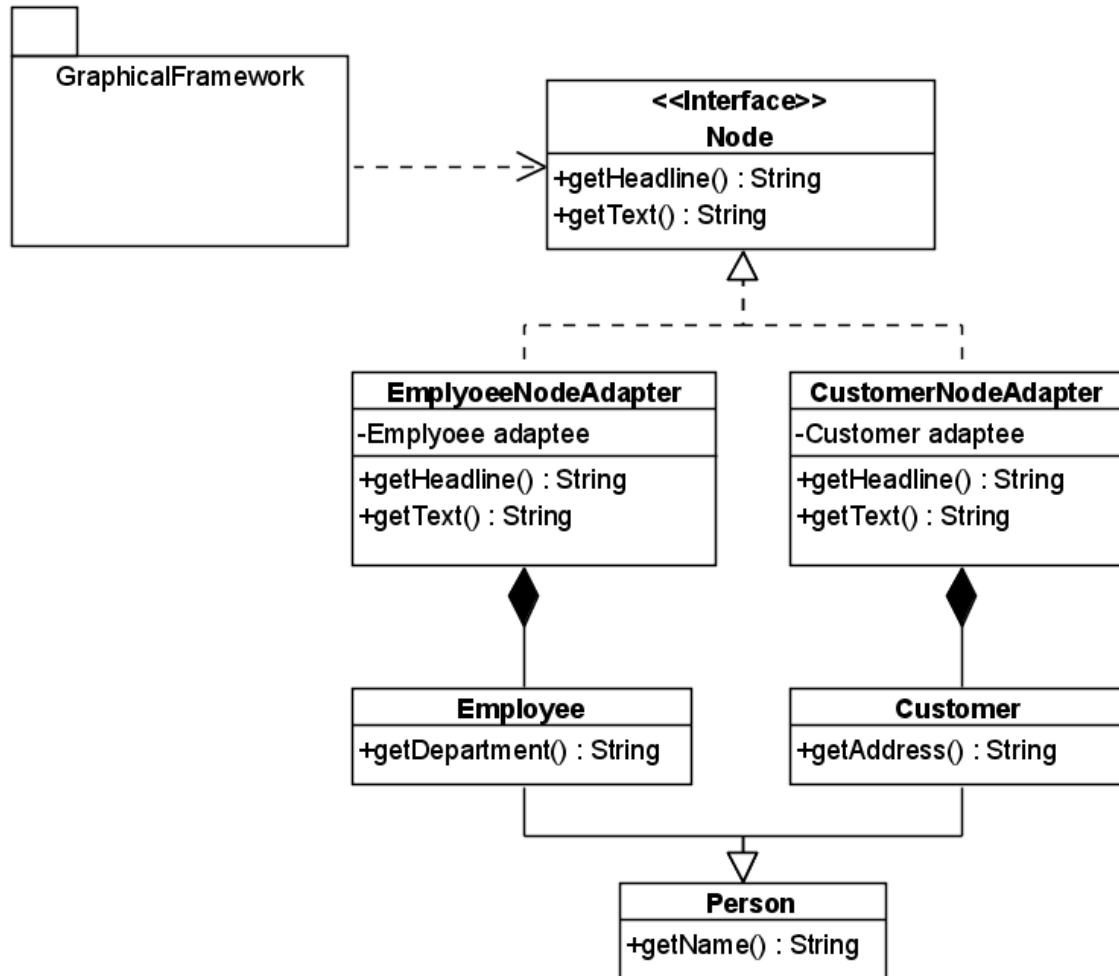 GraphicalFramework
<<Interface>>
Node
+getHeadline() : String
+getText() : String
EmplyoeeNodeAdapter
-Emplyoee adaptee
+getHeadline() : String
+getText() : String
CustomerNodeAdapter
-Customer adaptee
+getHeadline() : String
+getText() : String
Employee
+getDepartment() : String
Customer
+getAddress() : String
Person
+getName() : String